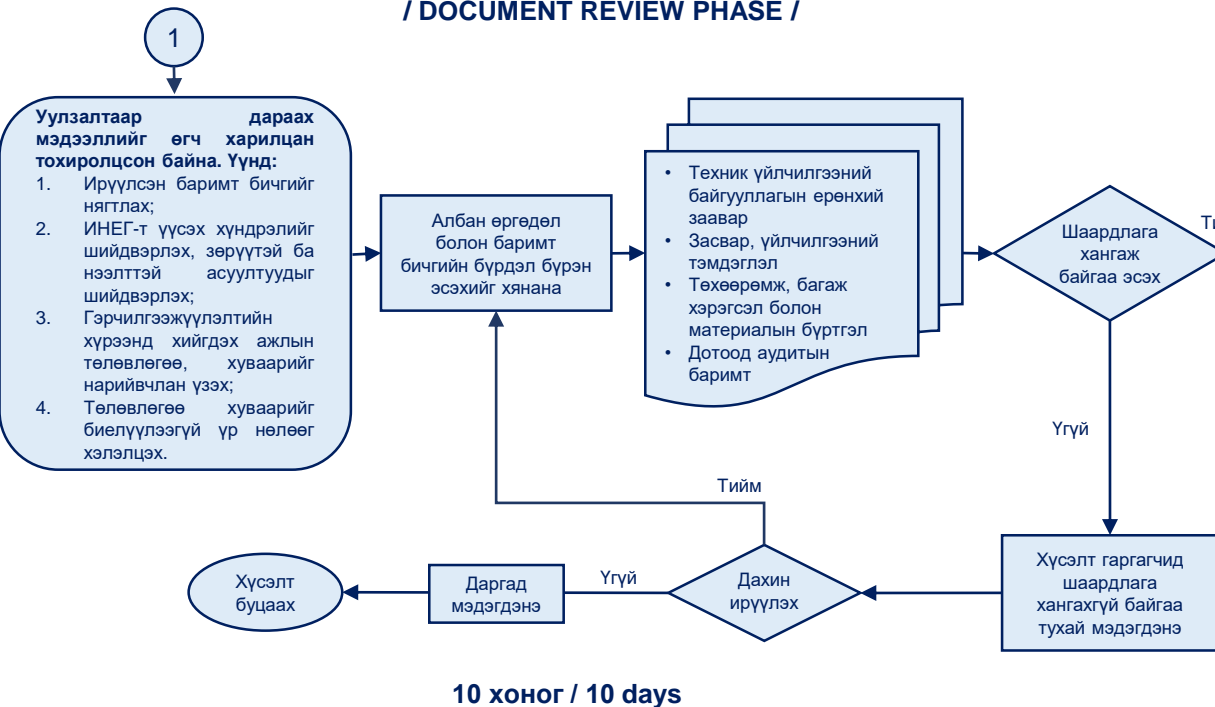 / DOCUMENT REVIEW PHASE /
1
Уулзалтаар дараах
мэдээллийг өгч харилцан
тохиролцсон байна. Үүнд:
1. Ирүүлсэн баримт бичгийг
нягтлах;
2. ИНЕГ-т үүсэх хүндрэлийг
шийдвэрлэх, зөрүүтэй ба
нээлттэй асуултуудыг
шийдвэрлэх;
3. Гэрчилгээжүүлэлтийн
хүрээнд хийгдэх ажлын
төлөвлөгөө, хуваарийг
нарийвчлан үзэх;
4. Төлөвлөгөө хуваарийг
биелүүлээгүй үр нөлөөг
хэлэлцэх.
Албан өргөдөл
болон баримт
бичгийн бүрдэл бүрэн
эсэхийг хянана
• Техник үйлчилгээний
байгууллагын ерөнхий
заавар
• Засвар, үйлчилгээний
тэмдэглэл
• Төхөөрөмж, багаж
хэрэгсэл болон
материалын бүртгэл
• Дотоод аудитын
баримт
Шаардлага
хангаж
байгаа эсэх
Үгүй
Хүсэлт гаргагчид
шаардлага
хангахгүй байгаа
тухай мэдэгдэнэ
Дахин
ирүүлэх
Тийм
Үгүй
Даргад
мэдэгдэнэ
Хүсэлт
буцаах
10 хоног / 10 days